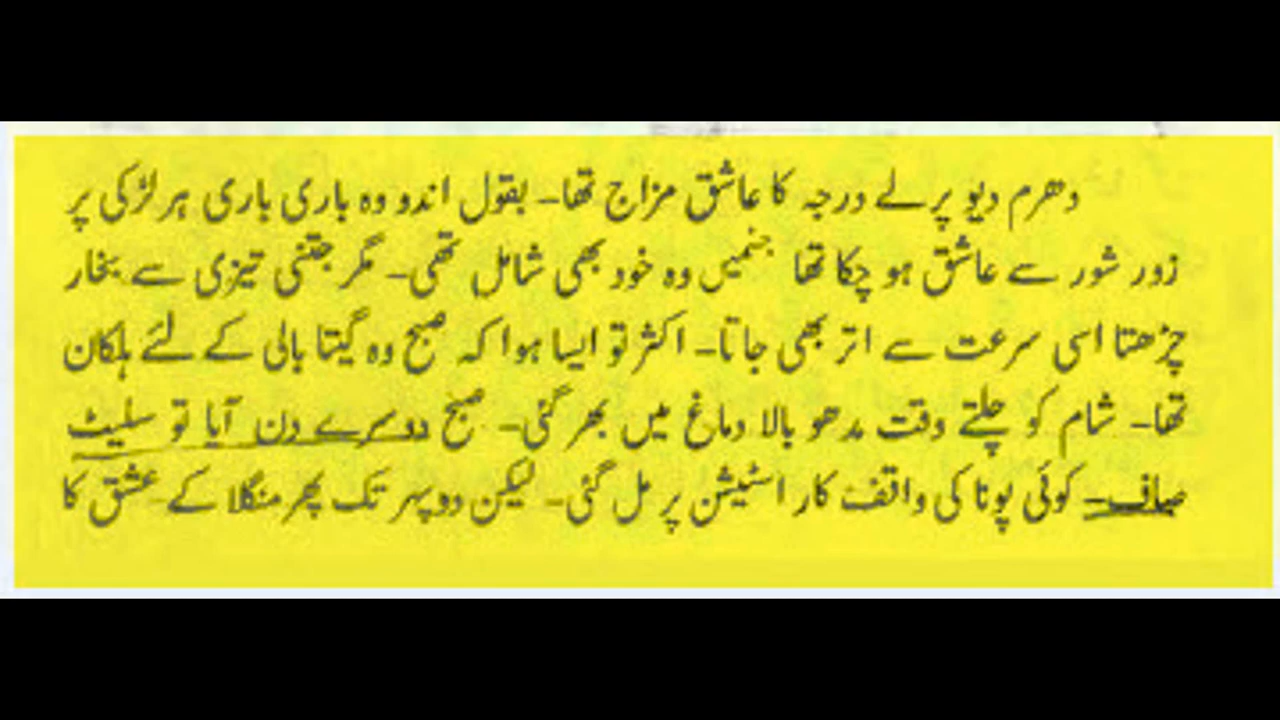 دھرم دیو پرلے درجہ کا عاشق مزاج تھا۔ بقول اندو وہ باری باری ہر لڑکی پر
زور شور سے عاشق ہو چکا تھا جنمیں وہ خود بھی شامل تھی۔ مگر جتنی تیزی سے بخار
چڑھتا اسی سرعت سے اتر بھی جاتا۔ اکثر تو ایسا ہوا کہ صبح وہ گیتا بالی کے لئے ہلکان
تھا۔ شام کو چلتے وقت مدھو بالا دماغ میں بھر گئی۔ صبح دوسرے دن آیا تو سلیٹ
صاف۔ کوئی پونا کی واقف کار اسٹیشن پر مل گئی۔ لیکن دوپہر تک پھر منگلا کے عشق کا